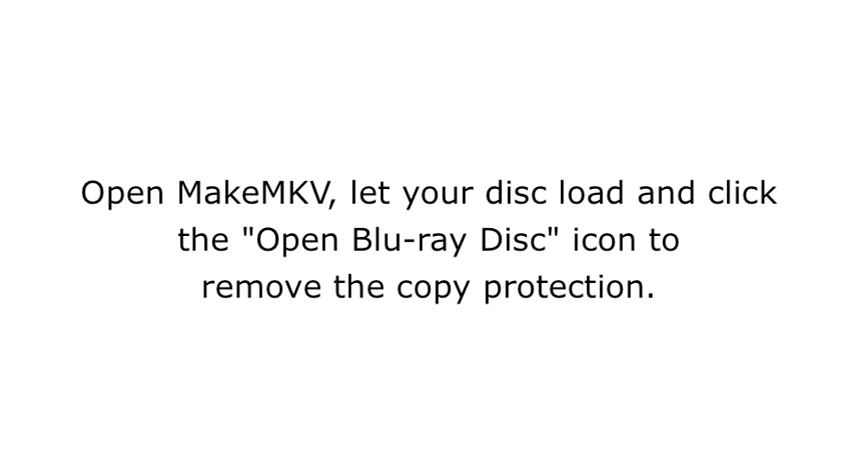 Open MakeMKV, let your disc load and click
the "Open Blu-ray Disc" icon to
remove the copy protection.